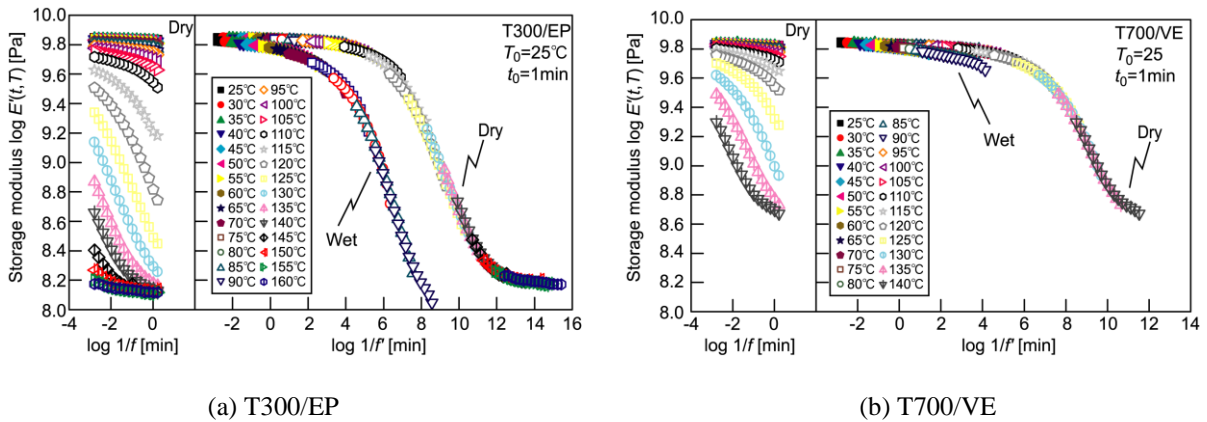 Storage modulus log E'(t, T) [Pa]
10.0
9.8
9.6
9.4
9.2
9.0
8.8
8.6
8.4
8.2
8.0
Dry
-4 -2 0
log 1/f [min]
T300/EP
T0=25℃
t0=1min
25℃ 95℃
30℃ 100℃
35℃ 105℃
40℃ 110℃
45℃ 115℃
50℃ 120℃
55℃ 125℃
60℃ 130℃
65℃ 135℃
70℃ 140℃
75℃ 145℃
80℃ 150℃
85℃ 155℃
90℃ 160℃
Dry
Wet
-2 0 2 4 6 8 10 12 14 16
log 1/f' [min]
(a) T300/EP
Storage modulus log E'(t, T) [Pa]
10.0
9.8
9.6
9.4
9.2
9.0
8.8
8.6
8.4
8.2
8.0
Dry
-4 -2 0
log 1/f [min]
T700/VE
T0=25
t0=1min
25℃ 85℃
30℃ 90℃
35℃ 95℃
40℃ 100℃
45℃ 105℃
50℃ 110℃
55℃ 115℃
60℃ 120℃
65℃ 125℃
70℃ 130℃
75℃ 135℃
80℃ 140℃
Wet
Dry
-4 -2 0 2 4 6 8 10 12 14
log 1/f' [min]
(b) T700/VE